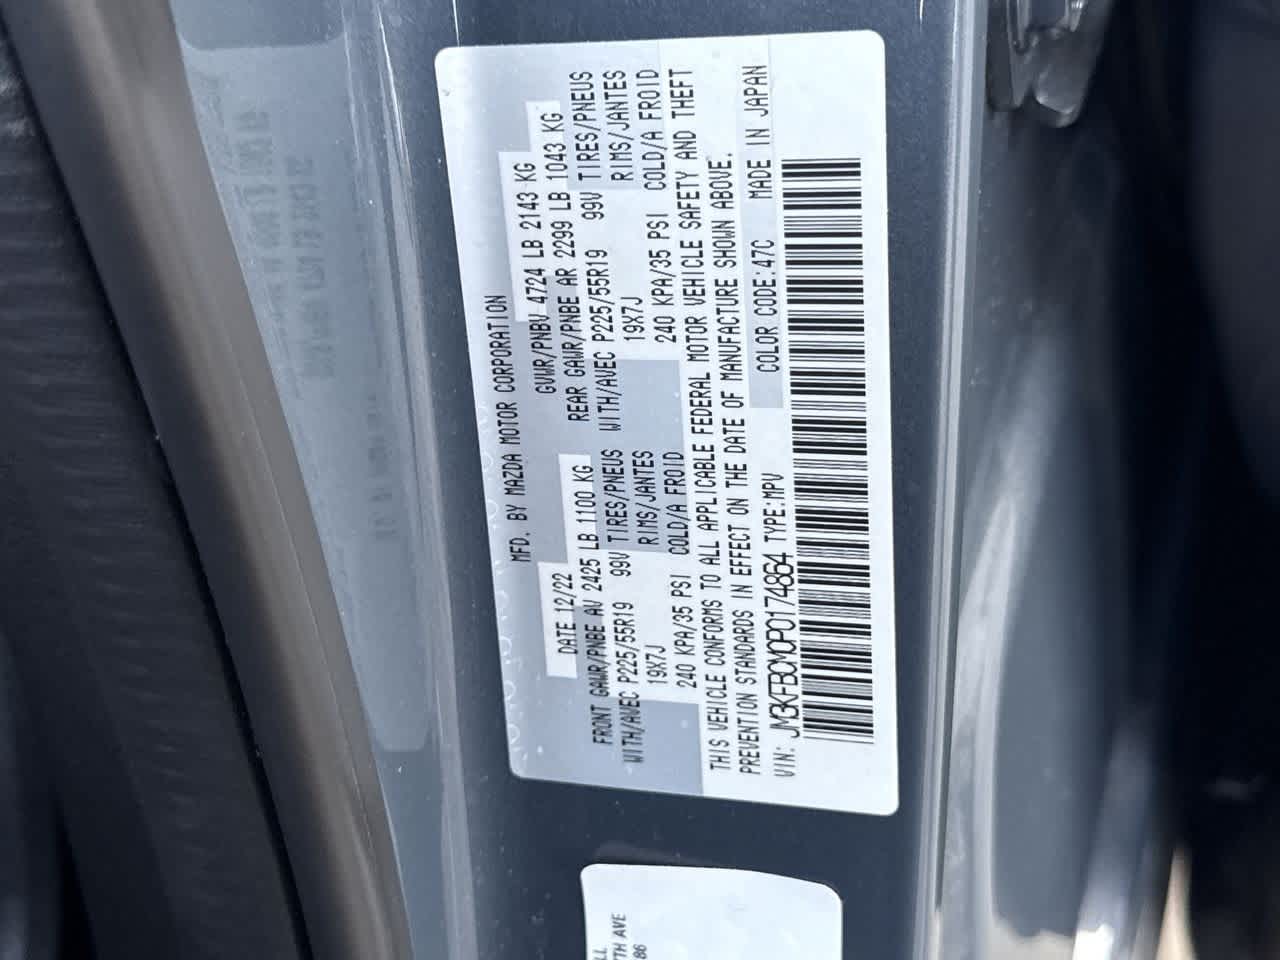 MFD. BY MAZDA MOTOR CORPORATION
DATE 12/22 GVWR/PNBV 4724 LB 2143 KG
FRONT GAWR/PNBE AV 2425 LB 1100 KG REAR GAWR/PNBE AR 2299 LB 1043 KG
WITH/AVEC P225/55R19 99V TIRES/PNEUS WITH/AVEC P225/55R19 99V TIRES/PNEUS
19X7J RIMS/JANTES 19X7J RIMS/JANTES
240 KPA/35 PSI COLD/A FROID 240 KPA/35 PSI COLD/A FROID
THIS VEHICLE CONFORMS TO ALL APPLICABLE FEDERAL MOTOR VEHICLE SAFETY AND THEFT
PREVENTION STANDARDS IN EFFECT ON THE DATE OF MANUFACTURE SHOWN ABOVE.
VIN: JM3KFBCM0P0174864 TYPE:MPV COLOR CODE:47C MADE IN JAPAN
LL
7TH AVE
86